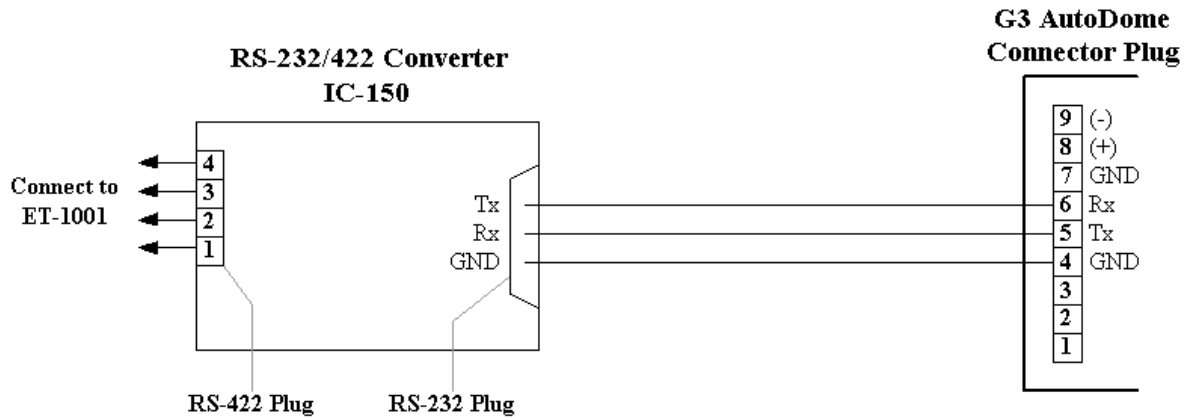 G3 AutoDome
Connector Plug
RS-232/422 Converter
IC-150
9 (-)
8 (+)
7 GND
6 Rx
5 Tx
4 GND
3
2
1
Connect to
ET-1001
4
3
2
1
Tx
Rx
GND
RS-422 Plug
RS-232 Plug